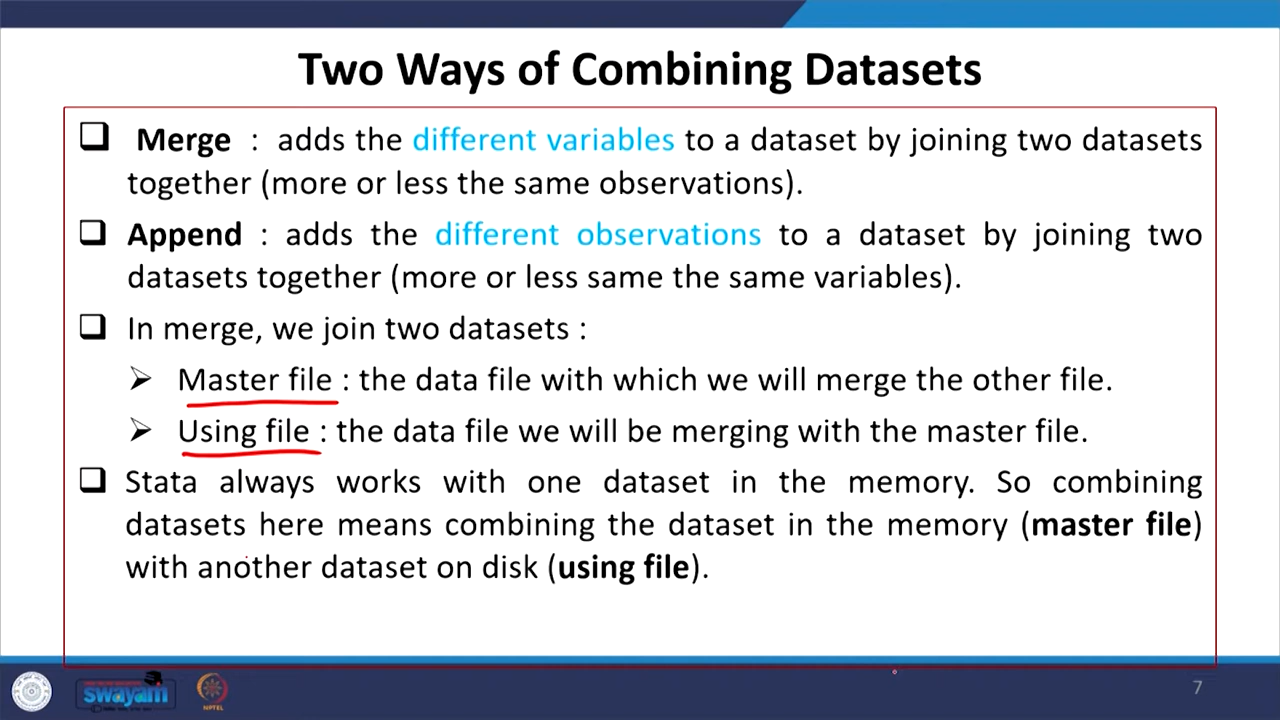 Two Ways of Combining Datasets
Merge : adds the different variables to a dataset by joining two datasets
together (more or less the same observations).
Append : adds the different observations to a dataset by joining two
datasets together (more or less same the same variables).
In merge, we join two datasets :
Master file : the data file with which we will merge the other file.
Using file : the data file we will be merging with the master file.
Stata always works with one dataset in the memory. So combining
datasets here means combining the dataset in the memory (master file)
with another dataset on disk (using file).
swayam
NPTEL
7